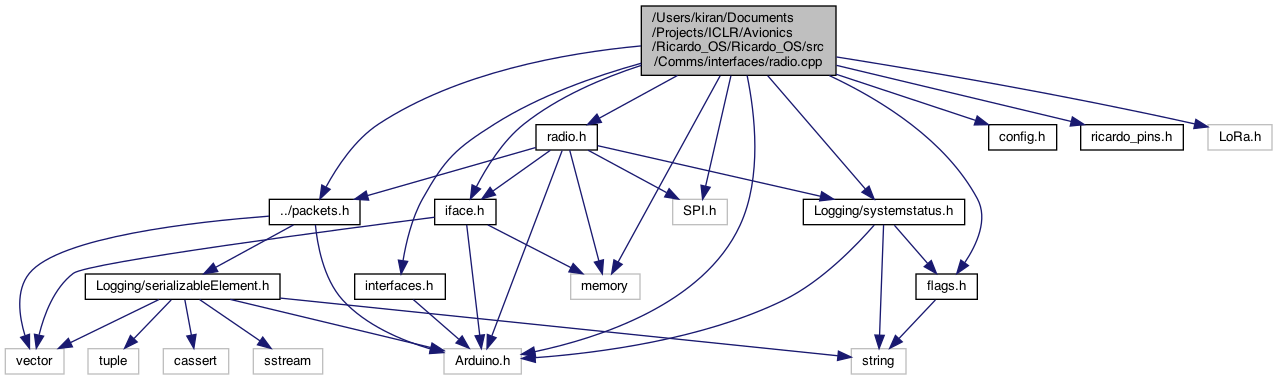 /Users/kiran/Documents
/Projects/ICLR/Avionics
/Ricardo_OS/Ricardo_OS/src
/Comms/interfaces/radio.cpp
radio.h
config.h
ricardo_pins.h
LoRa.h
../packets.h
iface.h
SPI.h
Logging/systemstatus.h
Logging/serializableElement.h
interfaces.h
memory
flags.h
vector
tuple
cassert
sstream
Arduino.h
string